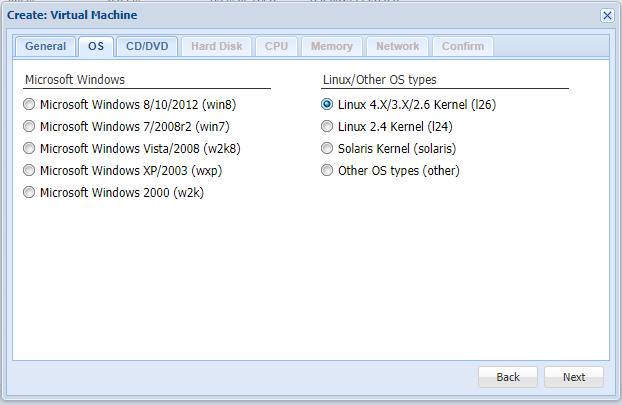 Create: Virtual Machine
General OS CD/DVD Hard Disk CPU Memory Network Confirm
Microsoft Windows
Microsoft Windows 8/10/2012 (win8)
Microsoft Windows 7/2008r2 (win7)
Microsoft Windows Vista/2008 (w2k8)
Microsoft Windows XP/2003 (wxp)
Microsoft Windows 2000 (w2k)
Linux/Other OS types
Linux 4.X/3.X/2.6 Kernel (l26)
Linux 2.4 Kernel (l24)
Solaris Kernel (solaris)
Other OS types (other)
Back Next